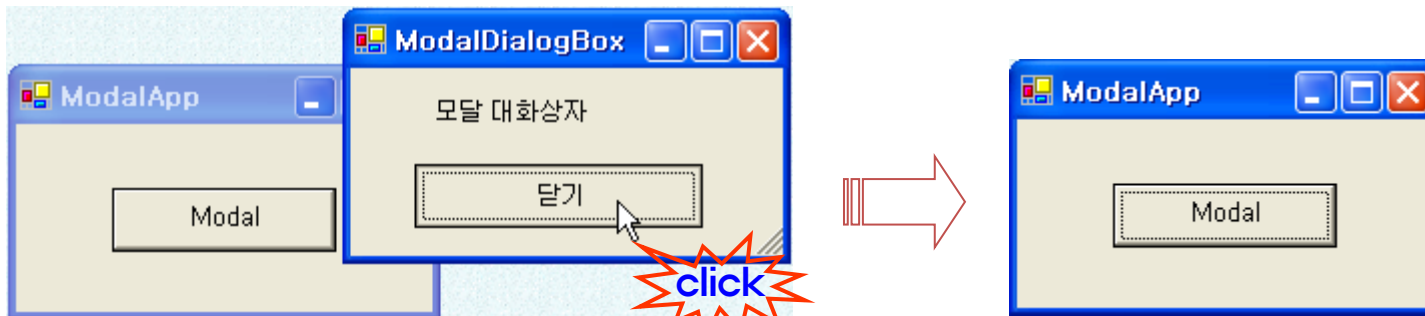 ModalApp
Modal
ModalDialogBox
모달 대화상자
닫기
click
ModalApp
Modal